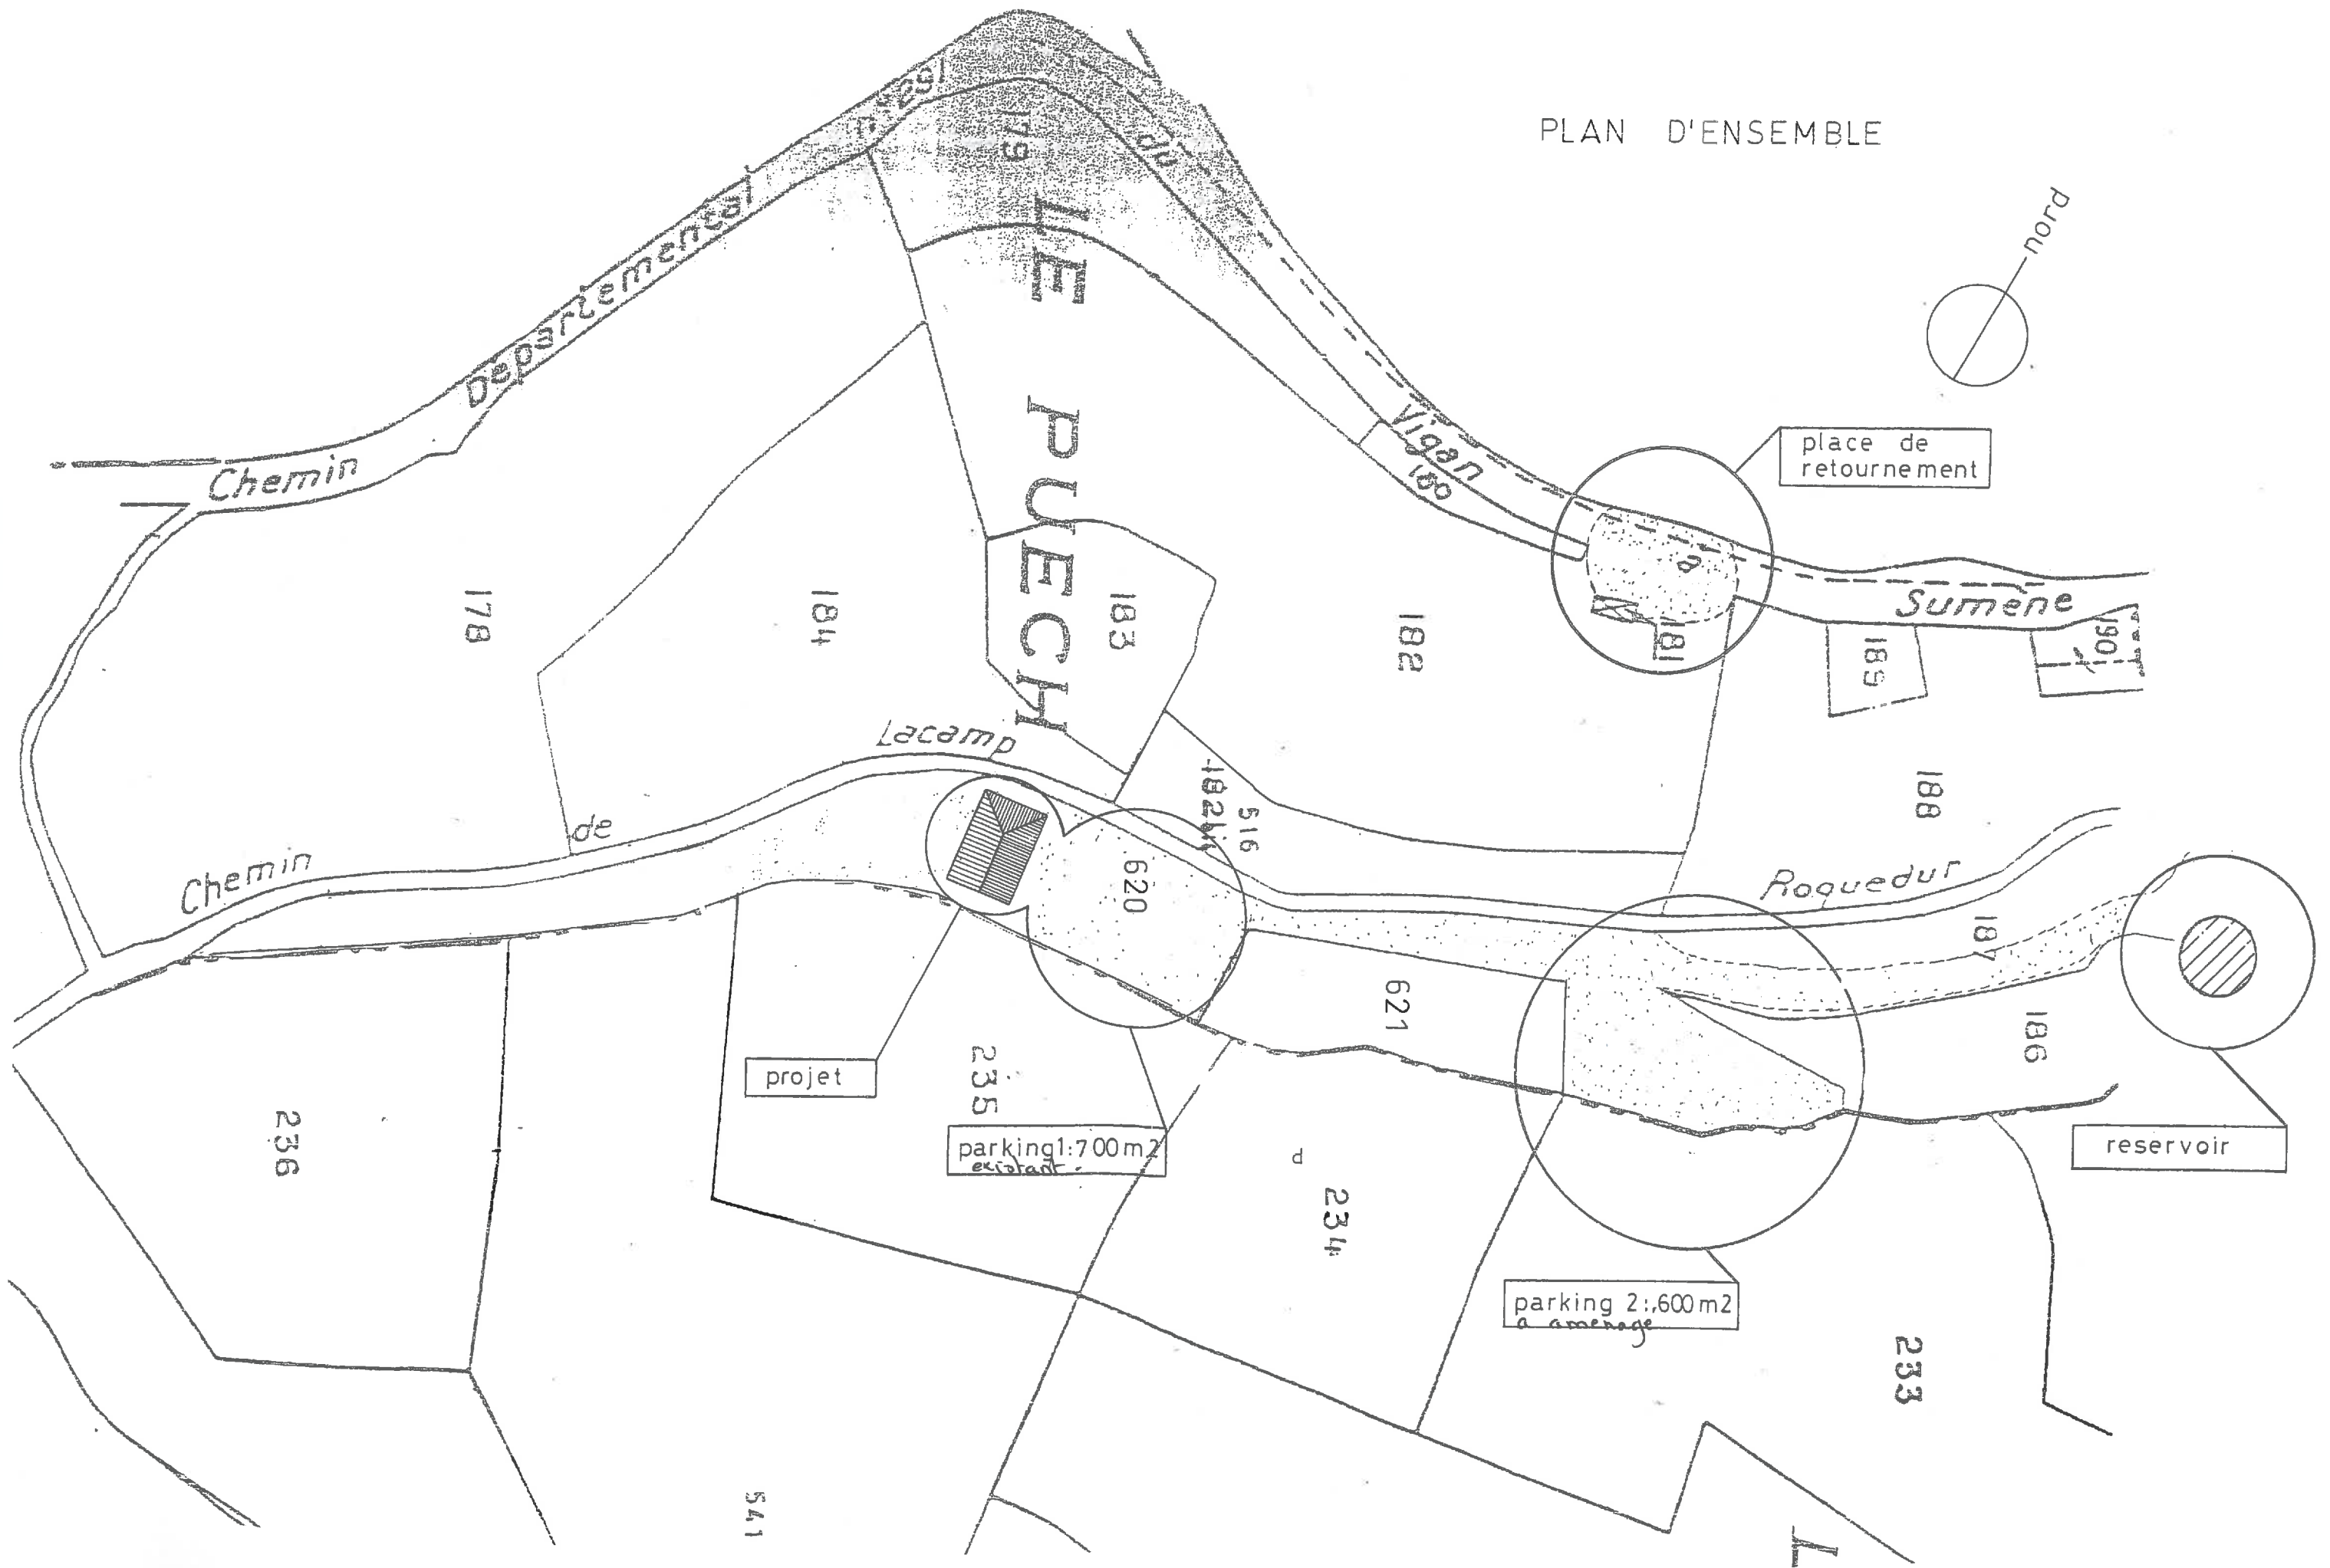 PLAN D'ENSEMBLE
nord
Chemin
Departemental
n°291
du
Vigan
à
Sumène
179
LE PUECH
place de
retournement
180
181
189
190
178
184
183
182
188
Lacamp
516
Chemin
de
620
Roquedur
187
621
186
projet
235
parking1:700m2
existant.
236
d
234
parking 2:,600m2
a amenage
reservoir
233
541
L